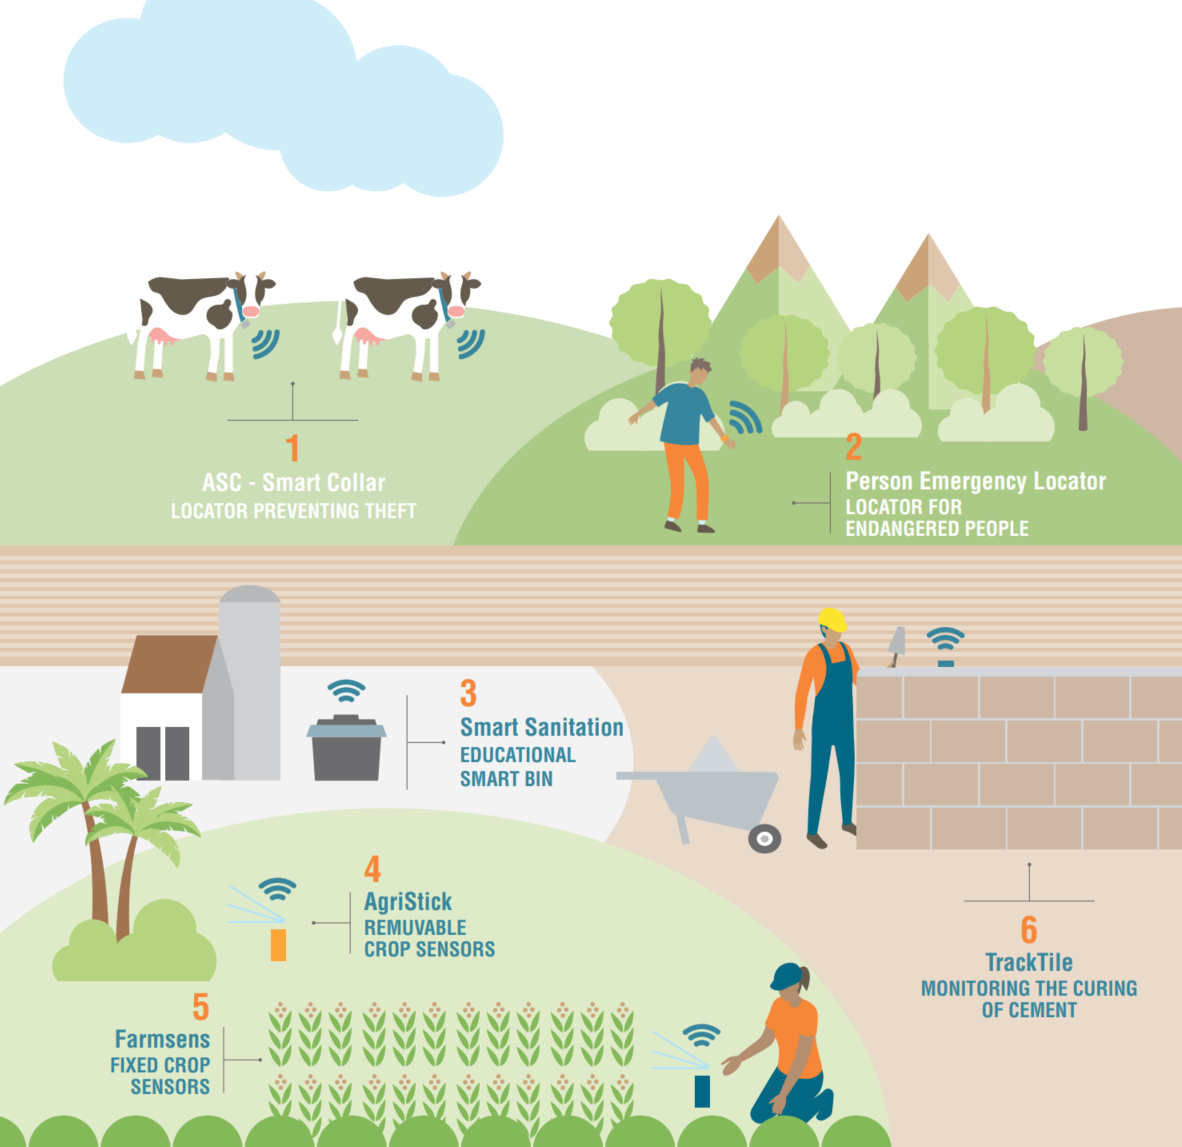 1
ASC - Smart Collar
LOCATOR PREVENTING THEFT
2
Person Emergency Locator
LOCATOR FOR
ENDANGERED PEOPLE
3
Smart Sanitation
EDUCATIONAL
SMART BIN
4
AgriStick
REMUVABLE
CROP SENSORS
5
Farmsens
FIXED CROP
SENSORS
6
TrackTile
MONITORING THE CURING
OF CEMENT